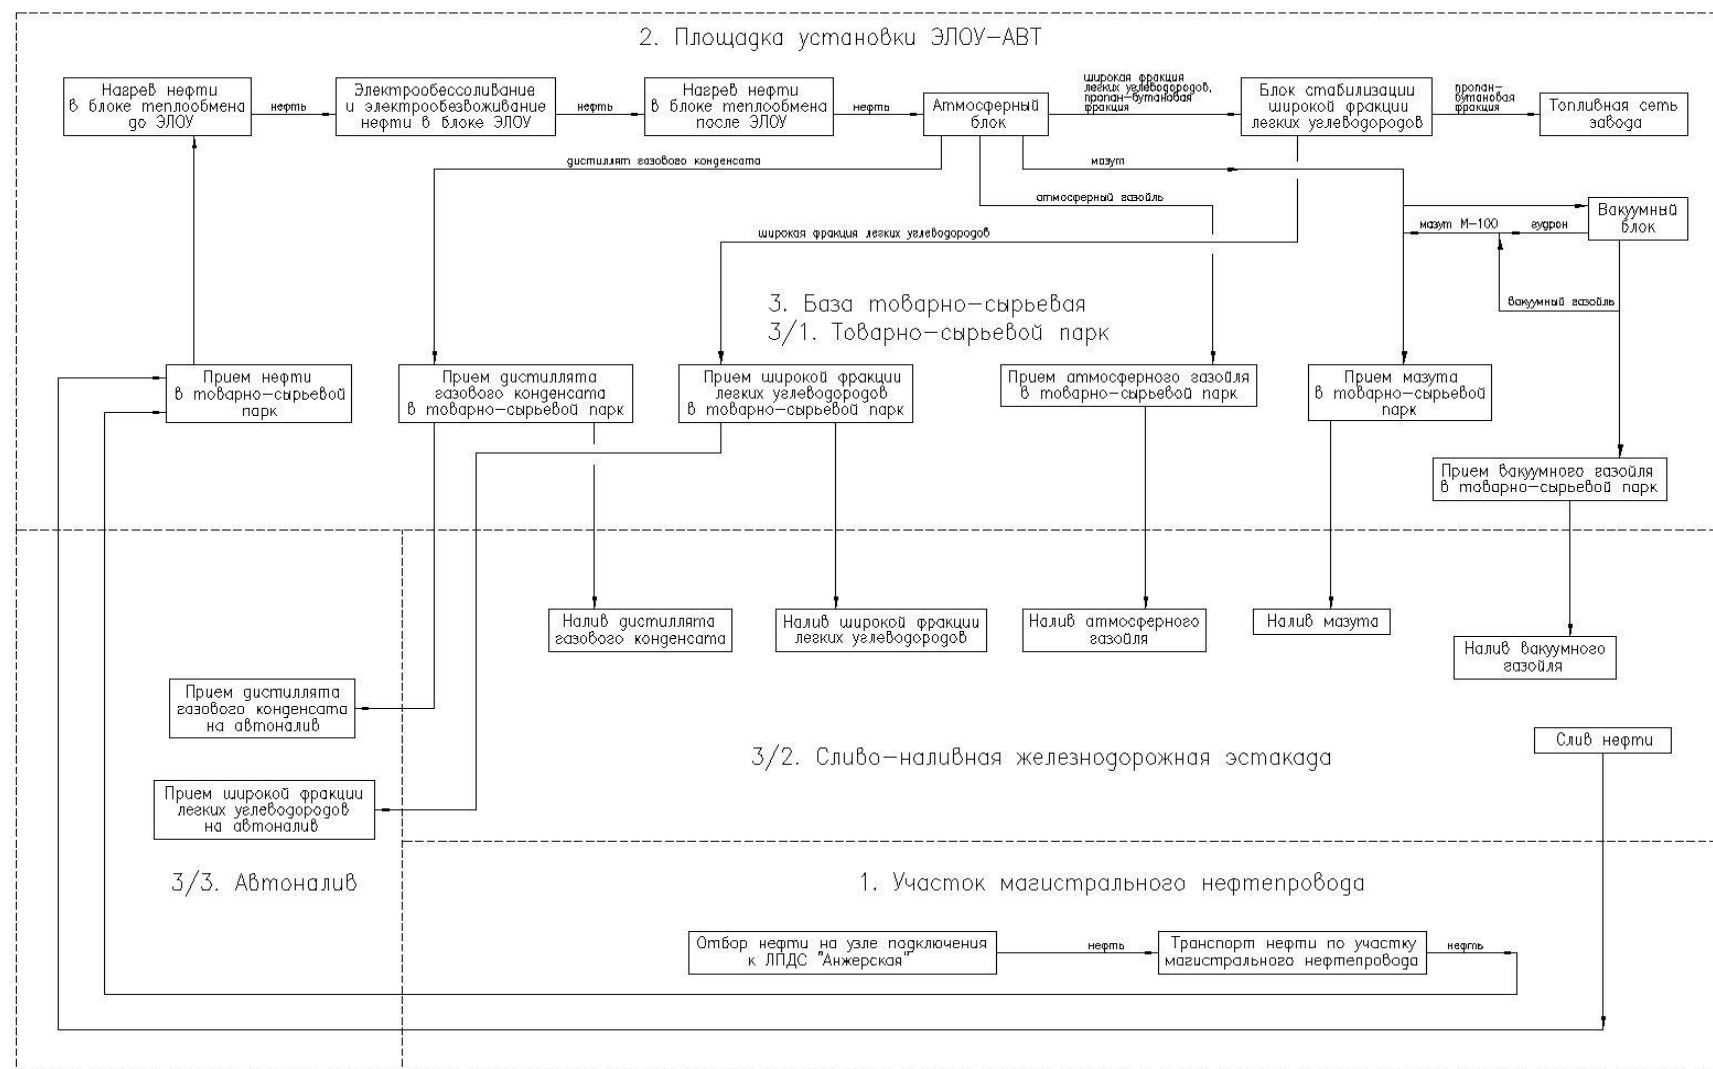 2. Площадка установки ЭЛОУ-АВТ
Нагрев нефти
в блоке теплообмена
до ЭЛОУ
нефть
Электрообессоливание
и электрообезвоживание
нефти в блоке ЭЛОУ
нефть
Нагрев нефти
в блоке теплообмена
после ЭЛОУ
нефть
Атмосферный
блок
широкая фракция
легких углеводородов,
пропан-бутановая
фракция
Блок стабилизации
широкой фракции
легких углеводородов
пропан-
бутановая
фракция
Топливная сеть
завода
дистиллят газового конденсата
мазут
атмосферный газойль
Вакуумный
блок
широкая фракция легких углеводородов
мазут М-100
гудрон
вакуумный газойль
3. База товарно-сырьевая
3/1. Товарно-сырьевой парк
Прием нефти
в товарно-сырьевой
парк
Прием дистиллята
газового конденсата
в товарно-сырьевой парк
Прием широкой фракции
легких углеводородов
в товарно-сырьевой парк
Прием атмосферного газойля
в товарно-сырьевой парк
Прием мазута
в товарно-сырьевой
парк
Прием вакуумного газойля
в товарно-сырьевой парк
Налив дистиллята
газового конденсата
Налив широкой фракции
легких углеводородов
Налив атмосферного
газойля
Налив мазута
Налив вакуумного
газойля
Прием дистиллята
газового конденсата
на автоналив
Слив нефти
3/2. Сливо-наливная железнодорожная эстакада
Прием широкой фракции
легких углеводородов
на автоналив
3/3. Автоналив
1. Участок магистрального нефтепровода
Отбор нефти на узле подключения
к ЛПДС "Анжерская"
нефть
Транспорт нефти по участку
магистрального нефтепровода
нефть